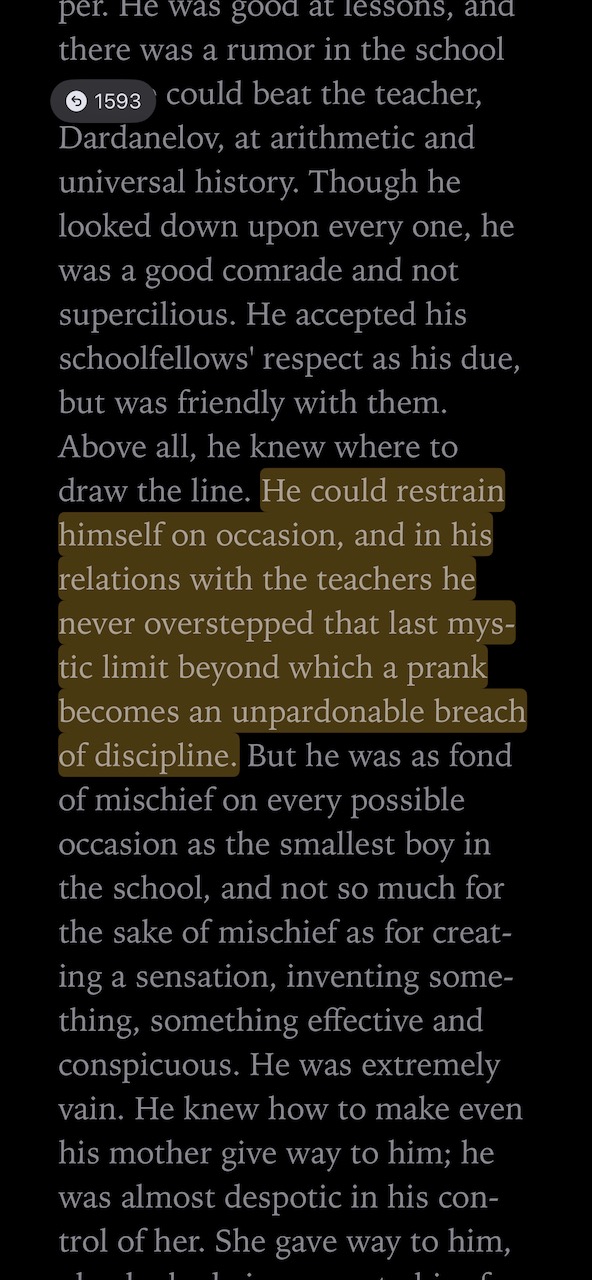 per. He was good at lessons, and
there was a rumor in the school
1593 could beat the teacher,
Dardanelov, at arithmetic and
universal history. Though he
looked down upon every one, he
was a good comrade and not
supercilious. He accepted his
schoolfellows' respect as his due,
but was friendly with them.
Above all, he knew where to
draw the line. He could restrain
himself on occasion, and in his
relations with the teachers he
never overstepped that last mys-
tic limit beyond which a prank
becomes an unpardonable breach
of discipline. But he was as fond
of mischief on every possible
occasion as the smallest boy in
the school, and not so much for
the sake of mischief as for creat-
ing a sensation, inventing some-
thing, something effective and
conspicuous. He was extremely
vain. He knew how to make even
his mother give way to him; he
was almost despotic in his con-
trol of her. She gave way to him,